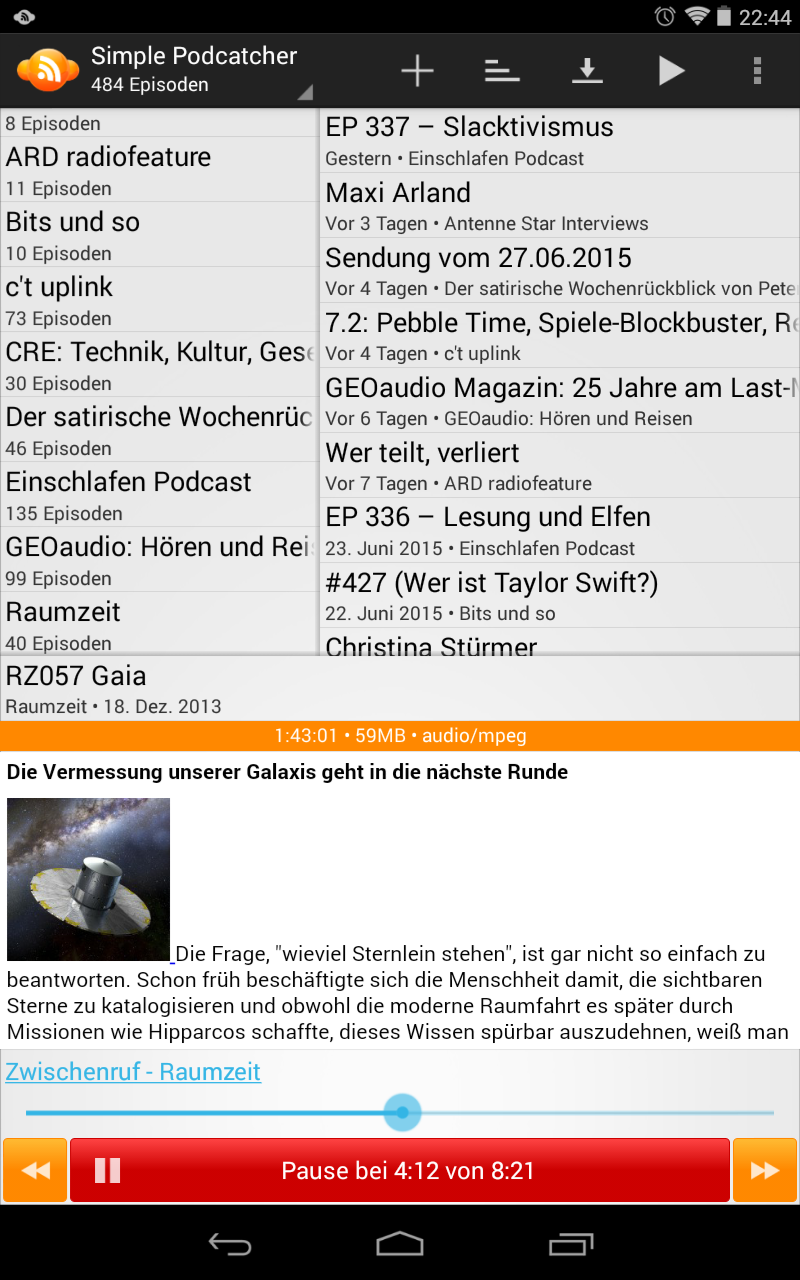 22:44
Simple Podcatcher
484 Episoden
8 Episoden
ARD radiofeature
11 Episoden
Bits und so
10 Episoden
c't uplink
73 Episoden
CRE: Technik, Kultur, Gese
30 Episoden
Der satirische Wochenrüc
46 Episoden
Einschlafen Podcast
135 Episoden
GEOaudio: Hören und Reis
99 Episoden
Raumzeit
40 Episoden
EP 337 – Slacktivismus
Gestern • Einschlafen Podcast
Maxi Arland
Vor 3 Tagen • Antenne Star Interviews
Sendung vom 27.06.2015
Vor 4 Tagen • Der satirische Wochenrückblick von Pete
7.2: Pebble Time, Spiele-Blockbuster, Re
Vor 4 Tagen • c't uplink
GEOaudio Magazin: 25 Jahre am Last-M
Vor 6 Tagen • GEOaudio: Hören und Reisen
Wer teilt, verliert
Vor 7 Tagen • ARD radiofeature
EP 336 – Lesung und Elfen
23. Juni 2015 • Einschlafen Podcast
#427 (Wer ist Taylor Swift?)
22. Juni 2015 • Bits und so
Christina Stürmer
RZ057 Gaia
Raumzeit • 18. Dez. 2013
1:43:01 • 59MB • audio/mpeg
Die Vermessung unserer Galaxis geht in die nächste Runde
Die Frage, "wieviel Sternlein stehen", ist gar nicht so einfach zu
beantworten. Schon früh beschäftigte sich die Menschheit damit, die sichtbaren
Sterne zu katalogisieren und obwohl die moderne Raumfahrt es später durch
Missionen wie Hipparcos schaffte, dieses Wissen spürbar auszudehnen, weiß man
Zwischenruf - Raumzeit
Pause bei 4:12 von 8:21